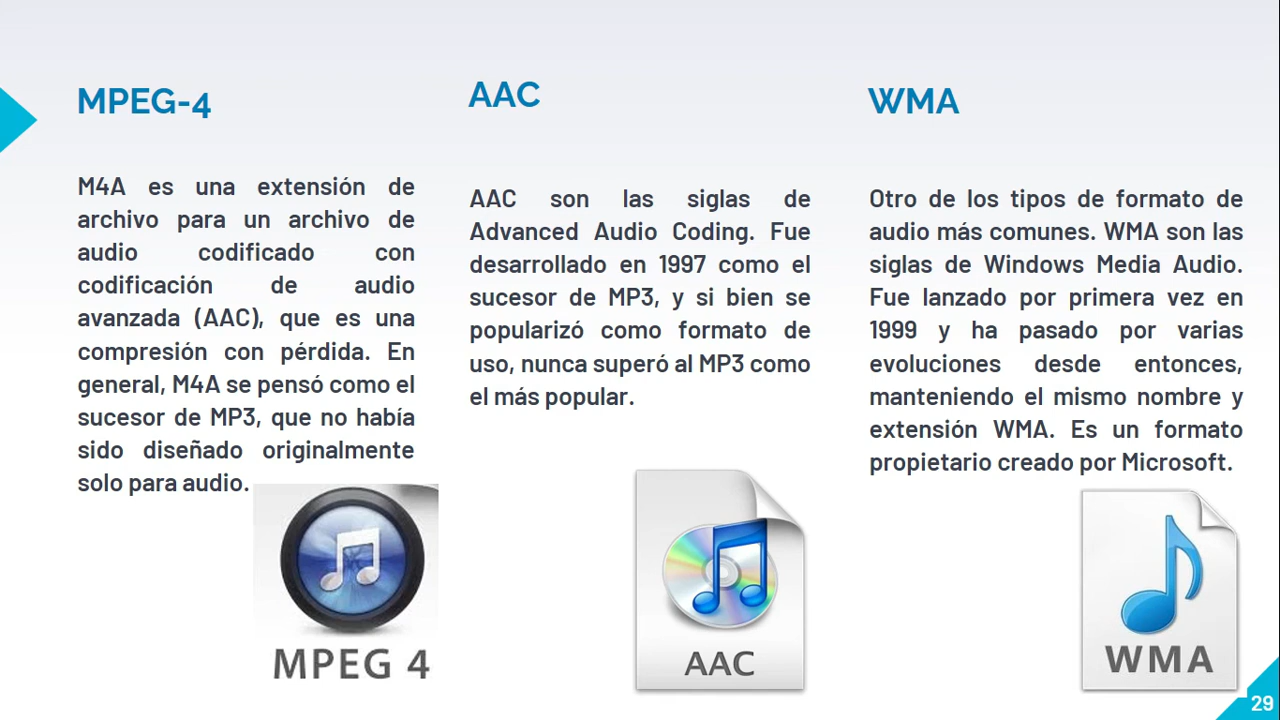 MPEG-4
M4A es una extensión de
archivo para un archivo de
audio codificado con
codificación de audio
avanzada (AAC), que es una
compresión con pérdida. En
general, M4A se pensó como el
sucesor de MP3, que no había
sido diseñado originalmente
solo para audio.
MPEG 4
AAC
AAC son las siglas de
Advanced Audio Coding. Fue
desarrollado en 1997 como el
sucesor de MP3, y si bien se
popularizó como formato de
uso, nunca superó al MP3 como
el más popular.
AAC
WMA
Otro de los tipos de formato de
audio más comunes. WMA son las
siglas de Windows Media Audio.
Fue lanzado por primera vez en
1999 y ha pasado por varias
evoluciones desde entonces,
manteniendo el mismo nombre y
extensión WMA. Es un formato
propietario creado por Microsoft.
WMA
29